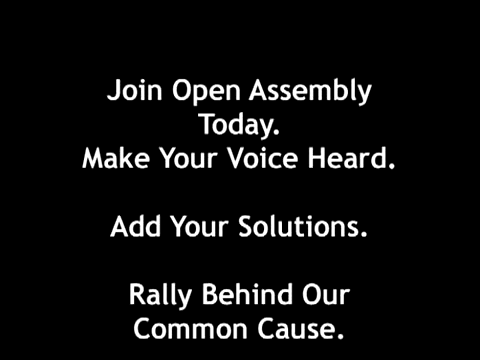 Join Open Assembly
Today.
Make Your Voice Heard.
Add Your Solutions.
Rally Behind Our
Common Cause.